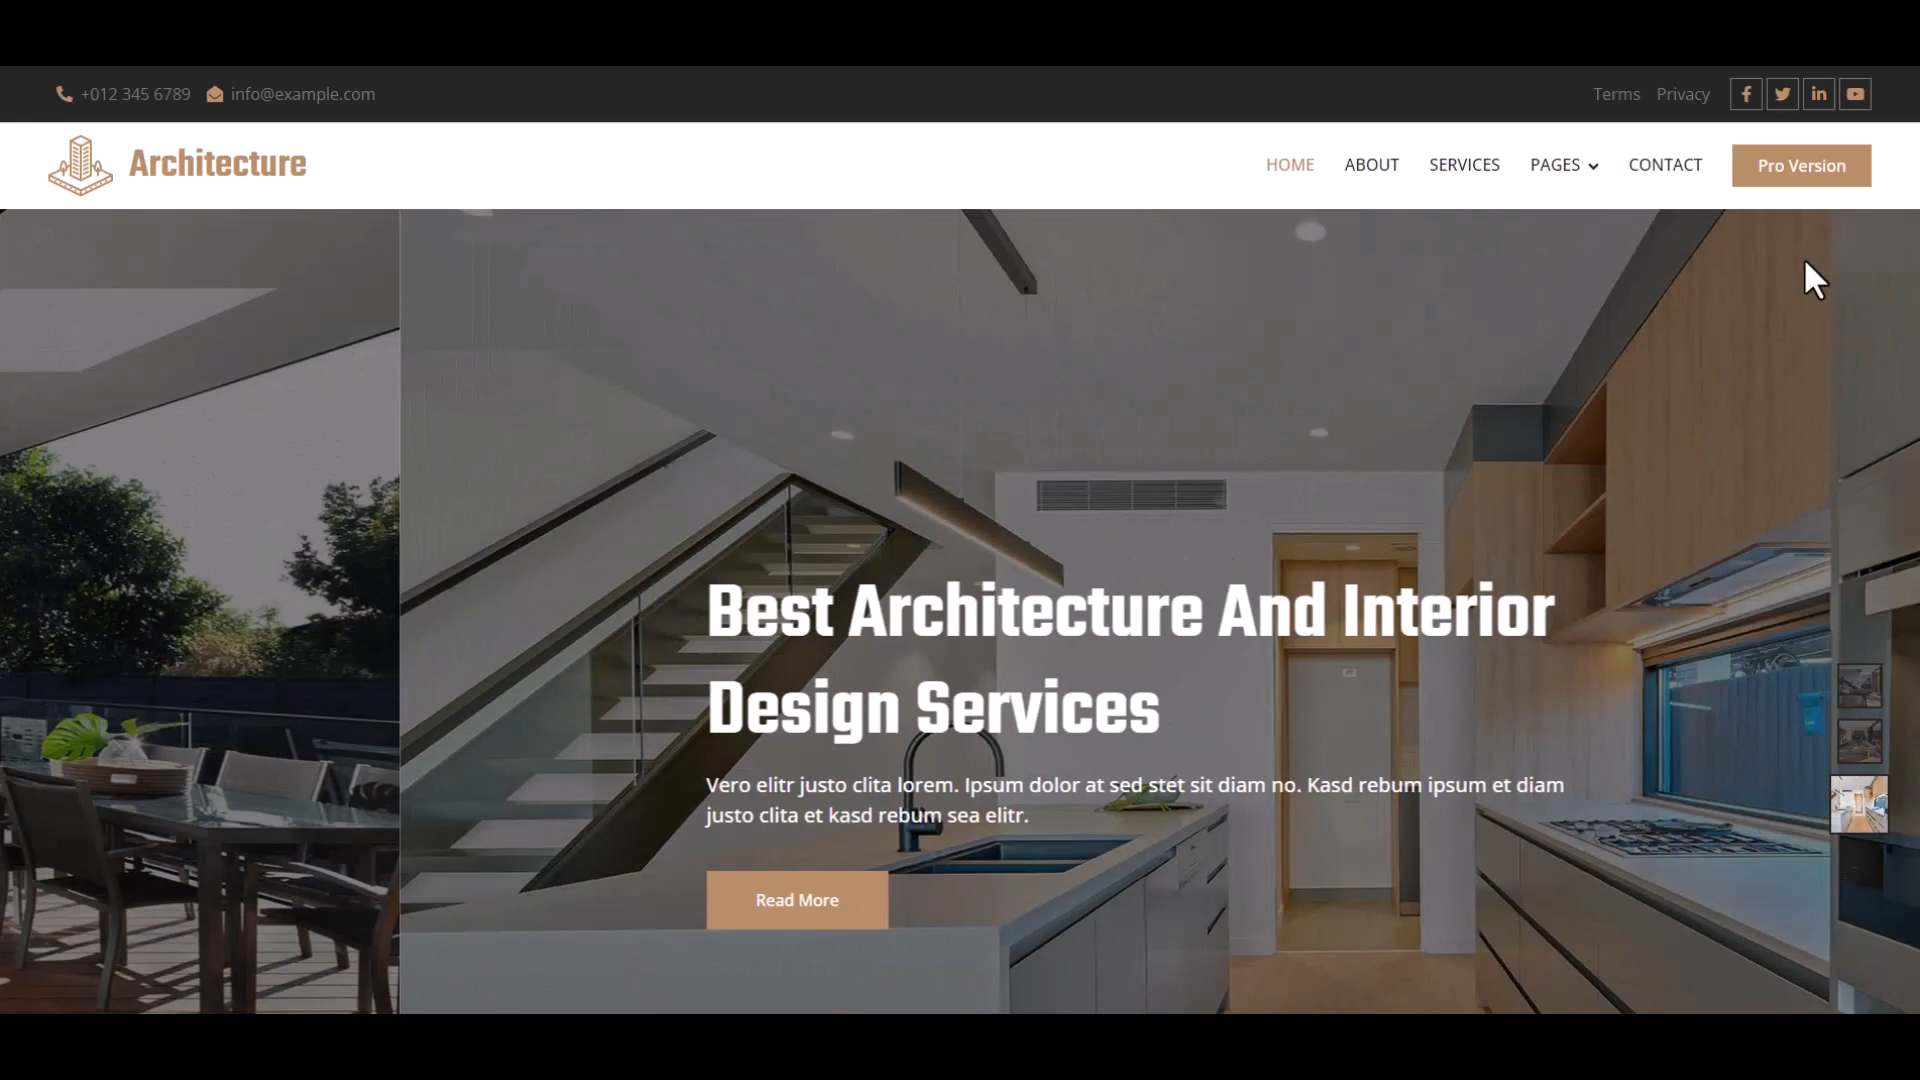 +012 345 6789 info@example.com Terms Privacy
Architecture HOME ABOUT SERVICES PAGES CONTACT Pro Version
Best Architecture And Interior
Design Services
Vero elitr justo clita lorem. Ipsum dolor at sed stet sit diam no. Kasd rebum ipsum et diam
justo clita et kasd rebum sea elitr.
Read More